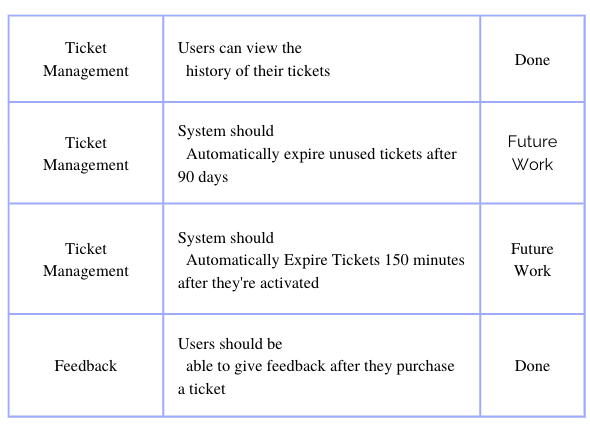 Ticket
Management
Users can view the
history of their tickets
Done
Ticket
Management
System should
Automatically expire unused tickets after
90 days
Future
Work
Ticket
Management
System should
Automatically Expire Tickets 150 minutes
after they're activated
Future
Work
Feedback
Users should be
able to give feedback after they purchase
a ticket
Done